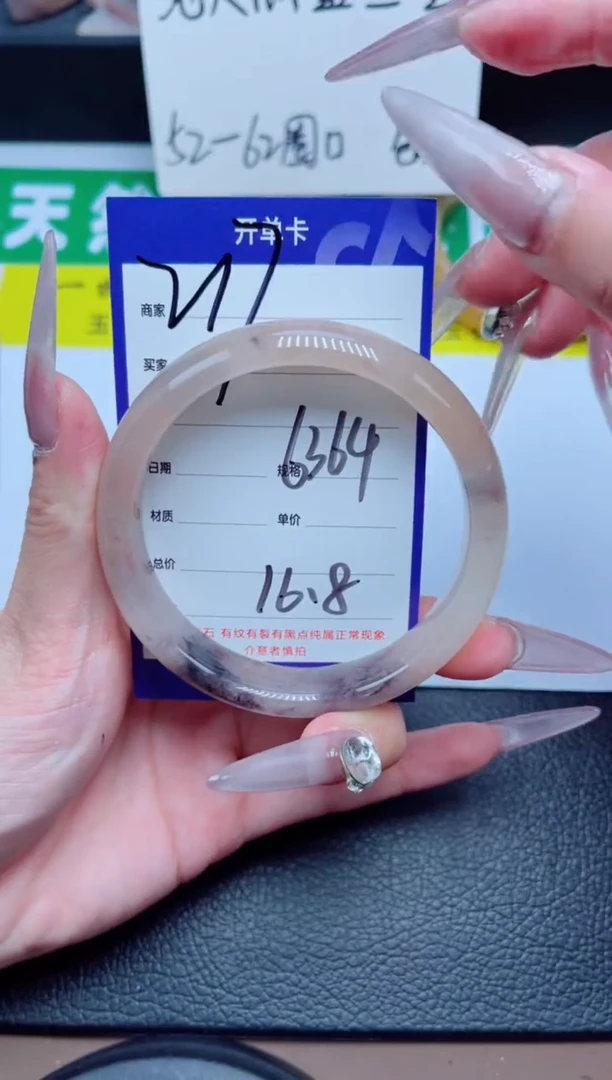 52-62圈口
天然
开单卡
商家
买家
6364
日期 规格
材质 单价
总价
16.8
石 有纹有裂有黑点纯属正常现象
介意者慎拍